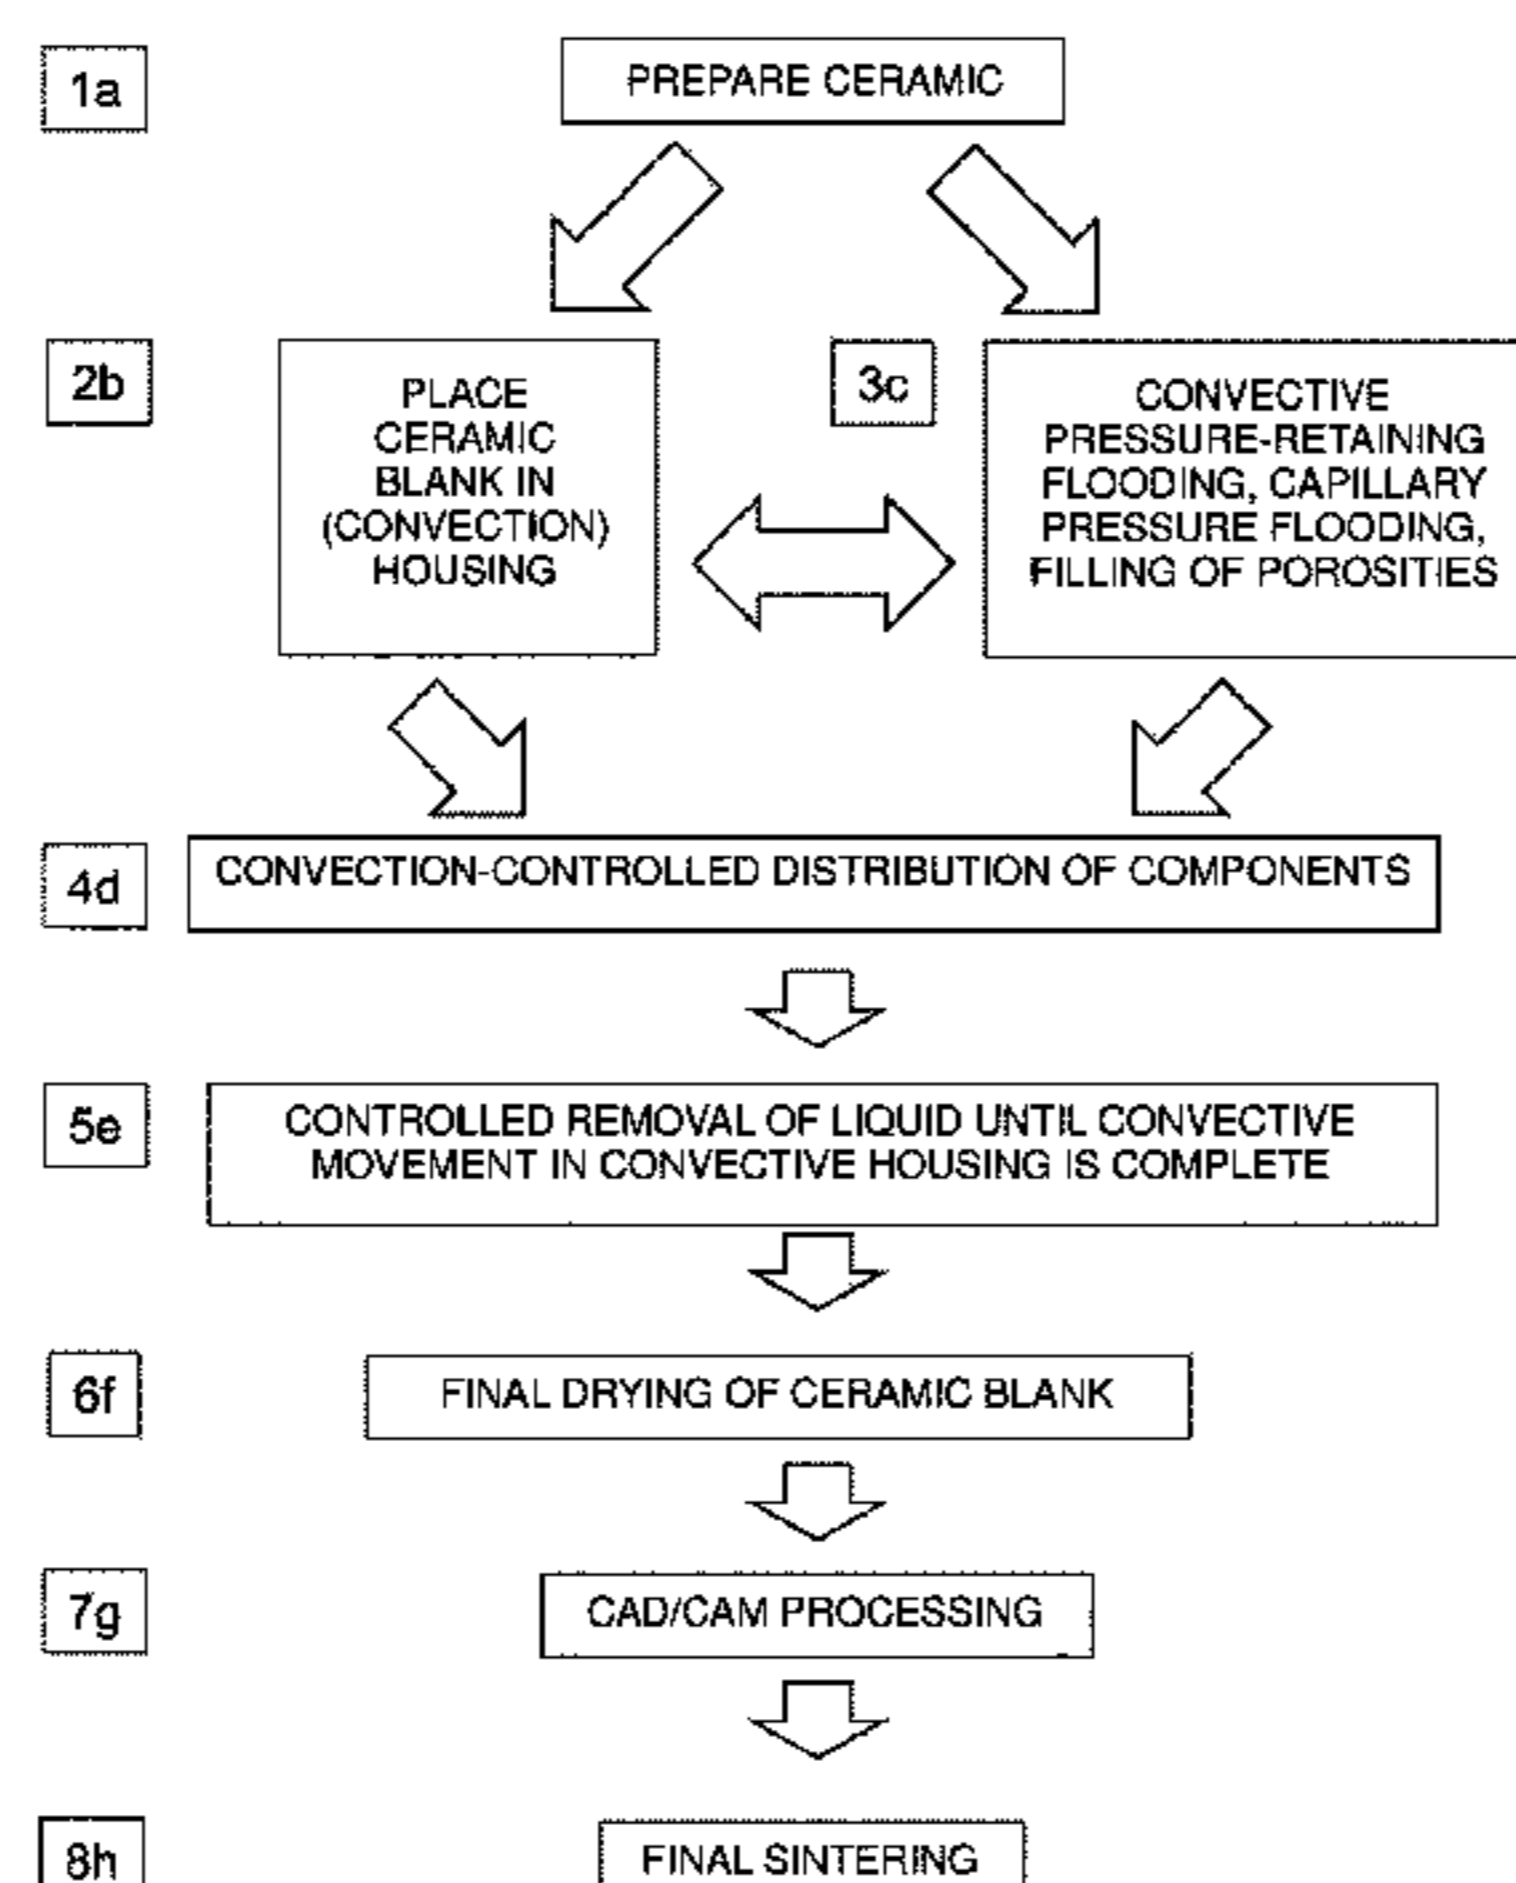 1a
PREPARE CERAMIC
2b
PLACE
CERAMIC
BLANK IN
(CONVECTION)
HOUSING
3c
CONVECTIVE
PRESSURE-RETAINING
FLOODING, CAPILLARY
PRESSURE FLOODING,
FILLING OF POROSITIES
4d
CONVECTION-CONTROLLED DISTRIBUTION OF COMPONENTS
5e
CONTROLLED REMOVAL OF LIQUID UNTIL CONVECTIVE
MOVEMENT IN CONVECTIVE HOUSING IS COMPLETE
6f
FINAL DRYING OF CERAMIC BLANK
7g
CAD/CAM PROCESSING
8h
FINAL SINTERING